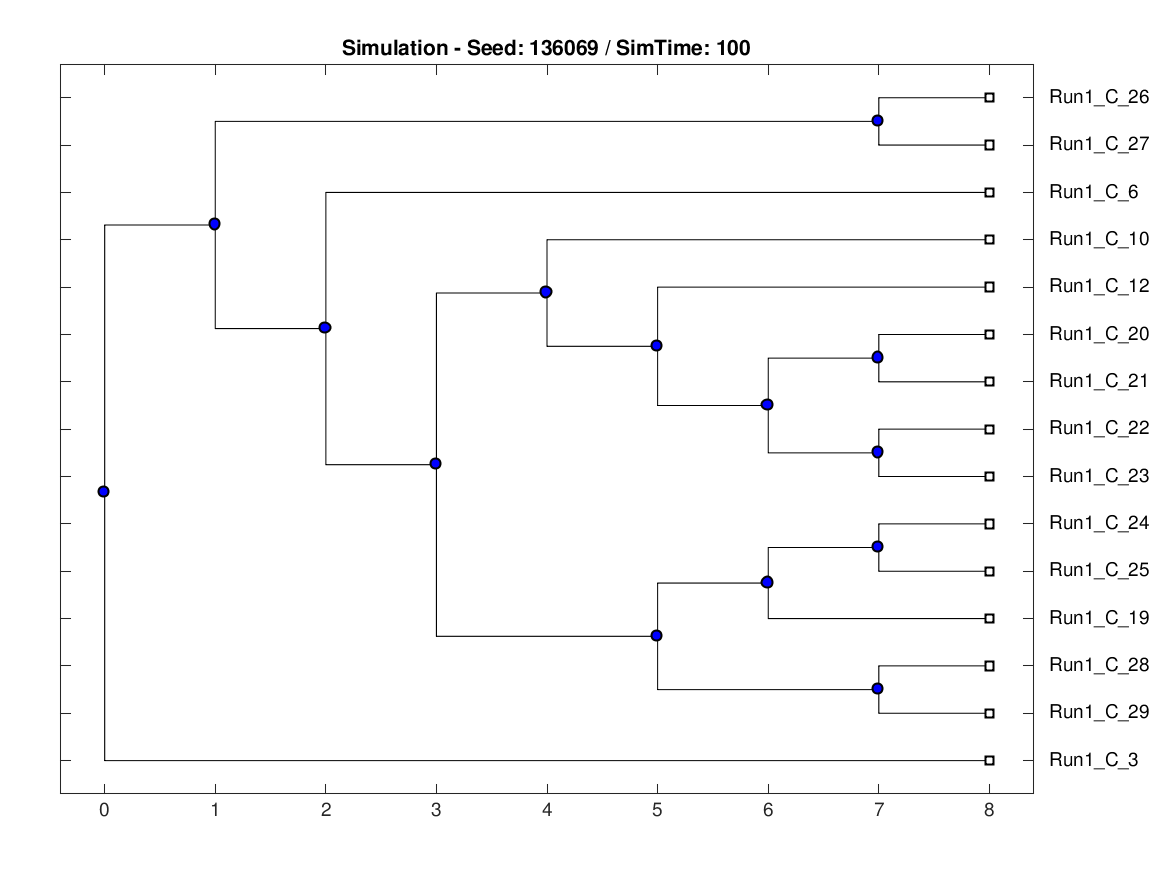 Simulation - Seed: 136069 / SimTime: 100
Run1_C_26
Run1_C_27
Run1_C_6
Run1_C_10
Run1_C_12
Run1_C_20
Run1_C_21
Run1_C_22
Run1_C_23
Run1_C_24
Run1_C_25
Run1_C_19
Run1_C_28
Run1_C_29
Run1_C_3
0 1 2 3 4 5 6 7 8